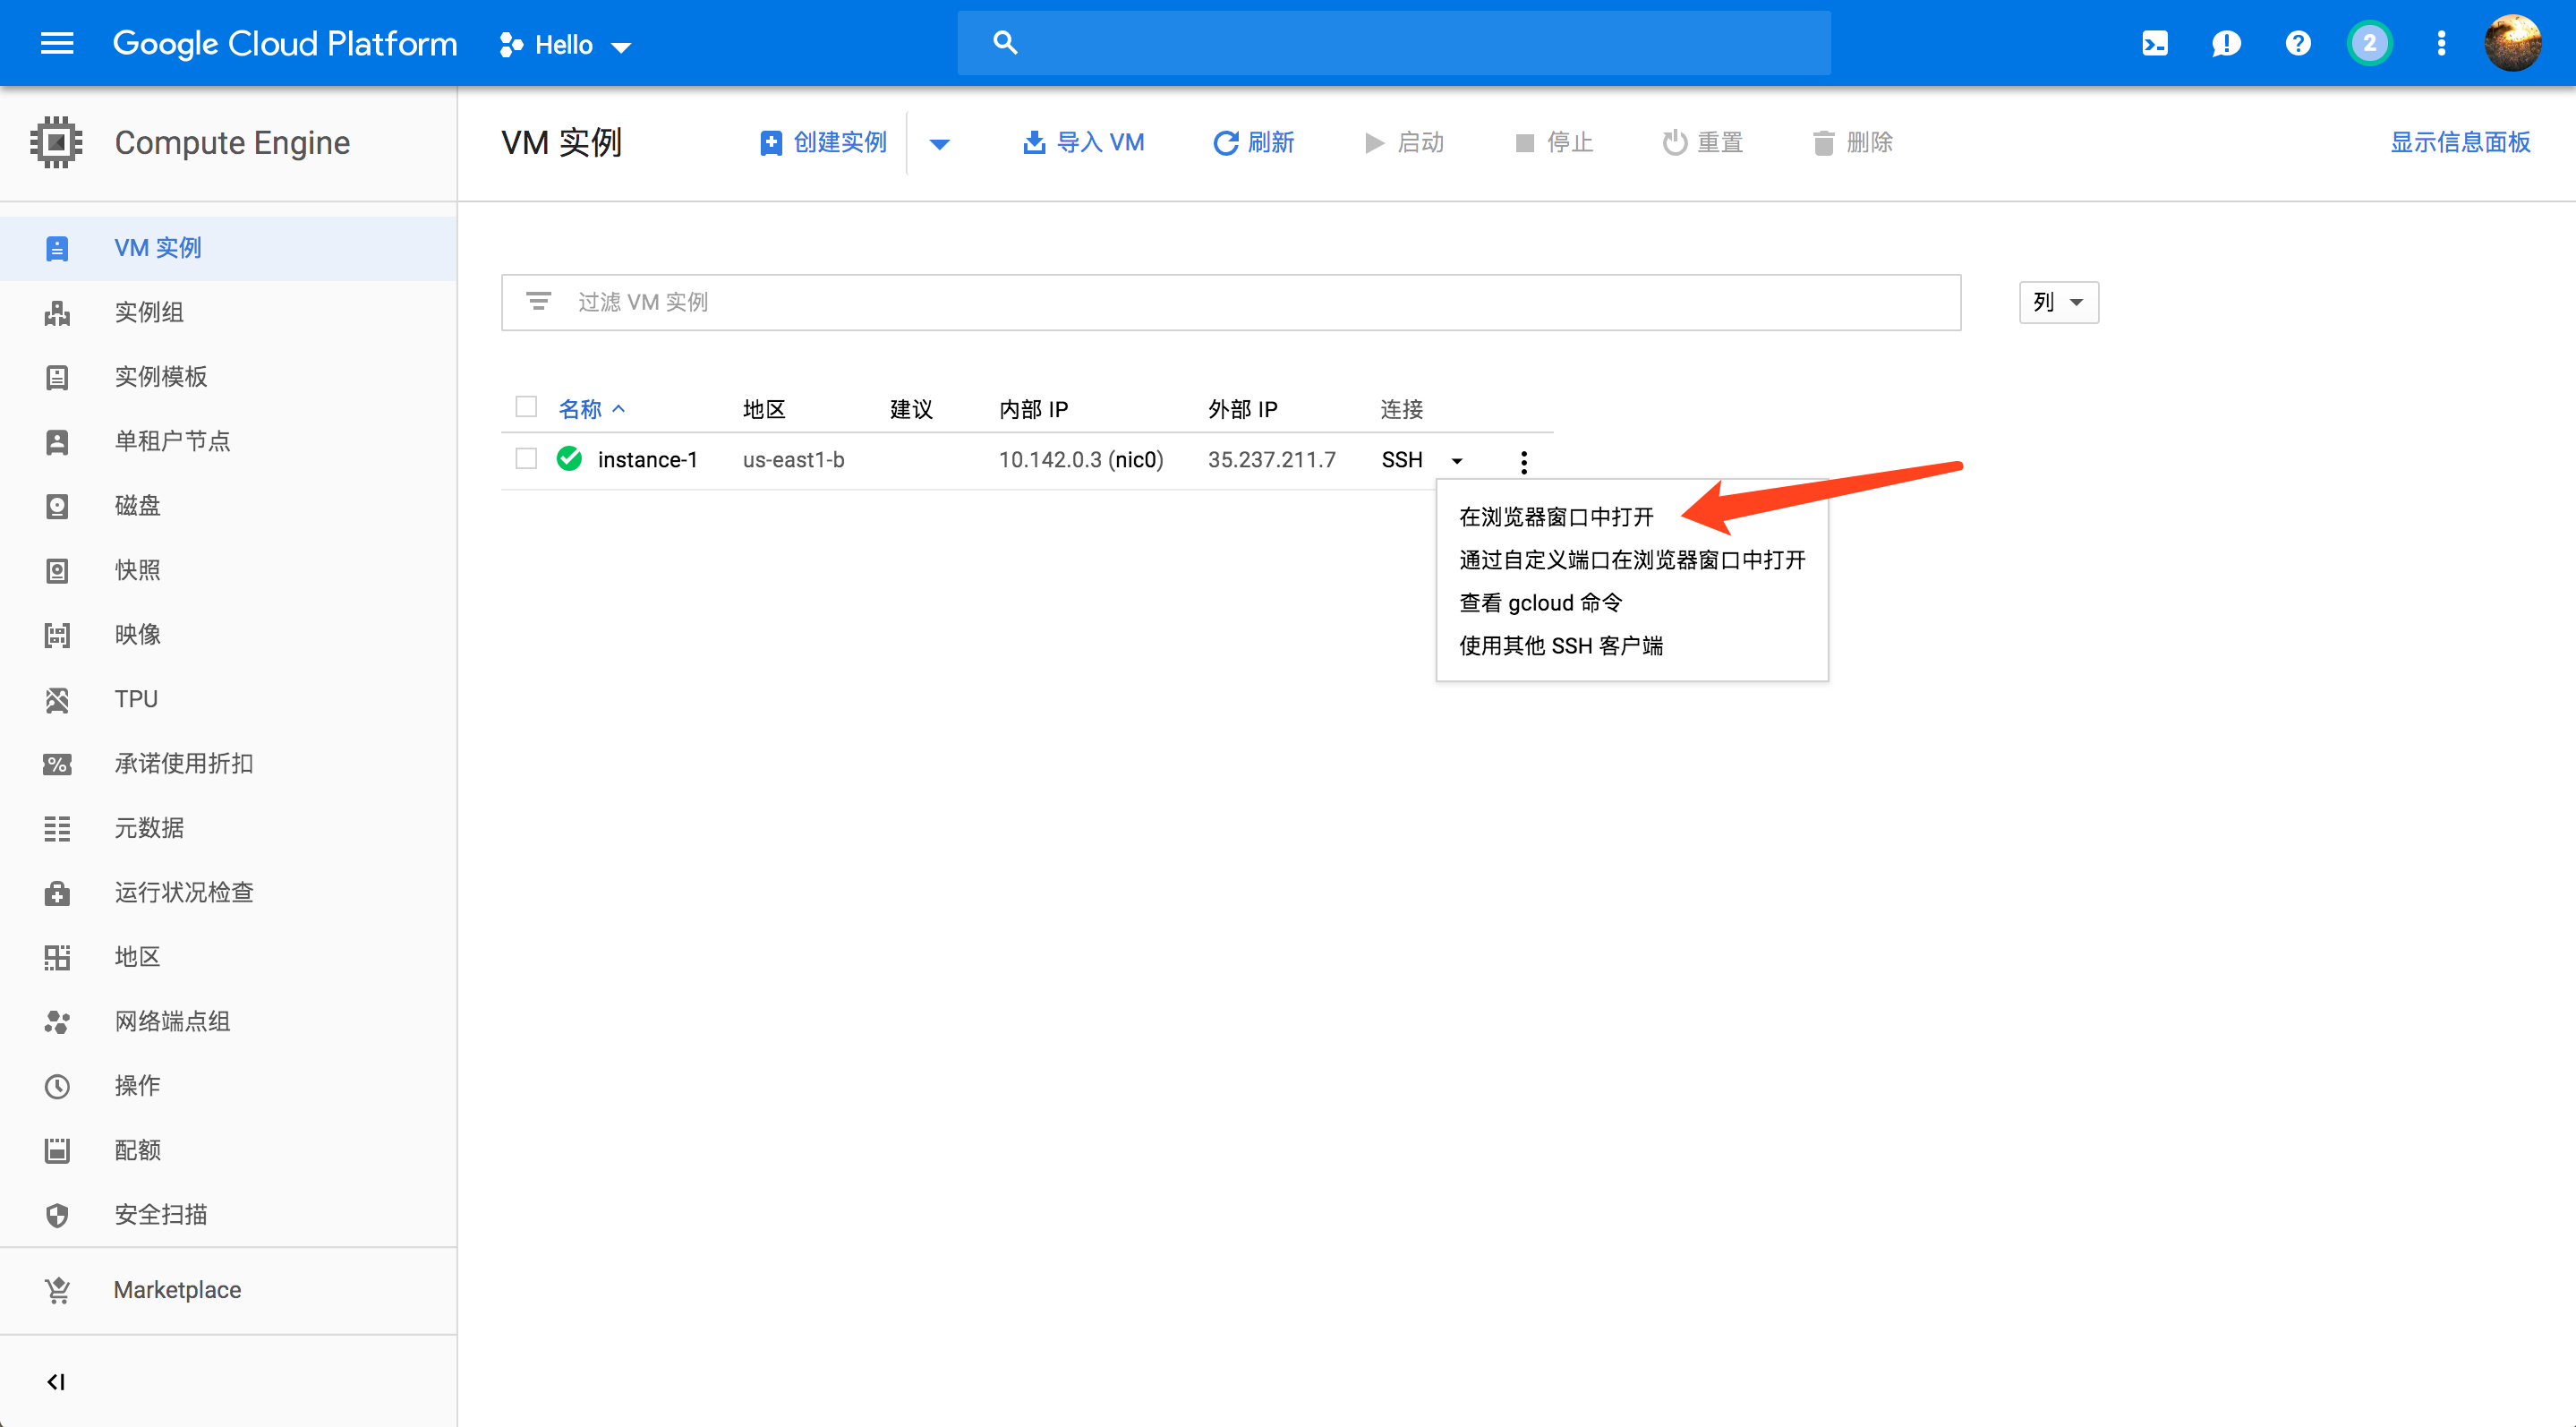 Google Cloud Platform Hello 2
Compute Engine
VM 实例 创建实例 导入 VM 刷新 启动 停止 重置 删除 显示信息面板
VM 实例
实例组
实例模板
单租户节点
磁盘
快照
映像
TPU
承诺使用折扣
元数据
运行状况检查
地区
网络端点组
操作
配额
安全扫描
Marketplace
过滤 VM 实例 列
名称 地区 建议 内部 IP 外部 IP 连接
instance-1 us-east1-b 10.142.0.3 (nic0) 35.237.211.7 SSH
在浏览器窗口中打开
通过自定义端口在浏览器窗口中打开
查看 gcloud 命令
使用其他 SSH 客户端